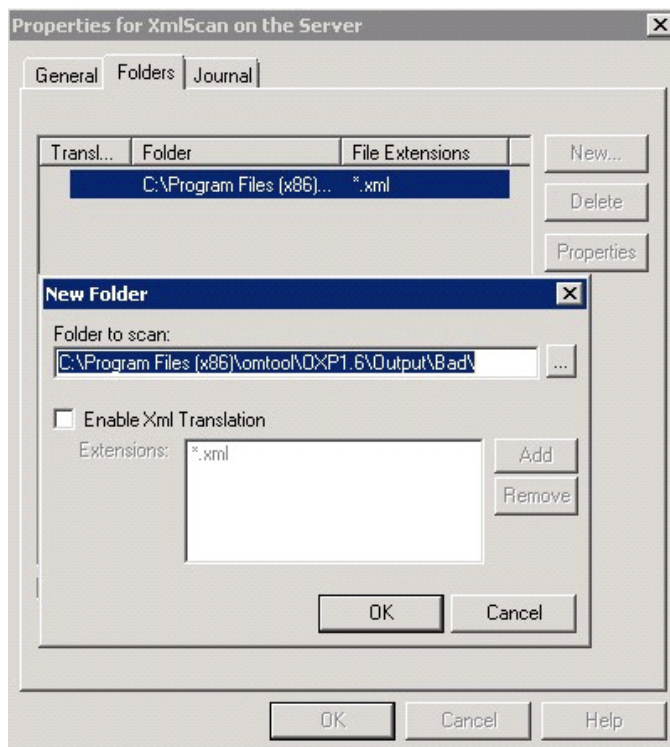 Properties for XmlScan on the Server
General Folders Journal
Transl... Folder File Extensions
C:\Program Files (x86)... *.xml
New...
Delete
Properties
New Folder
Folder to scan:
C:\Program Files (x86)\omtool\OXP1.6\Output\Bad\
...
Enable Xml Translation
Extensions: *.xml
Add
Remove
OK Cancel
OK Cancel Help